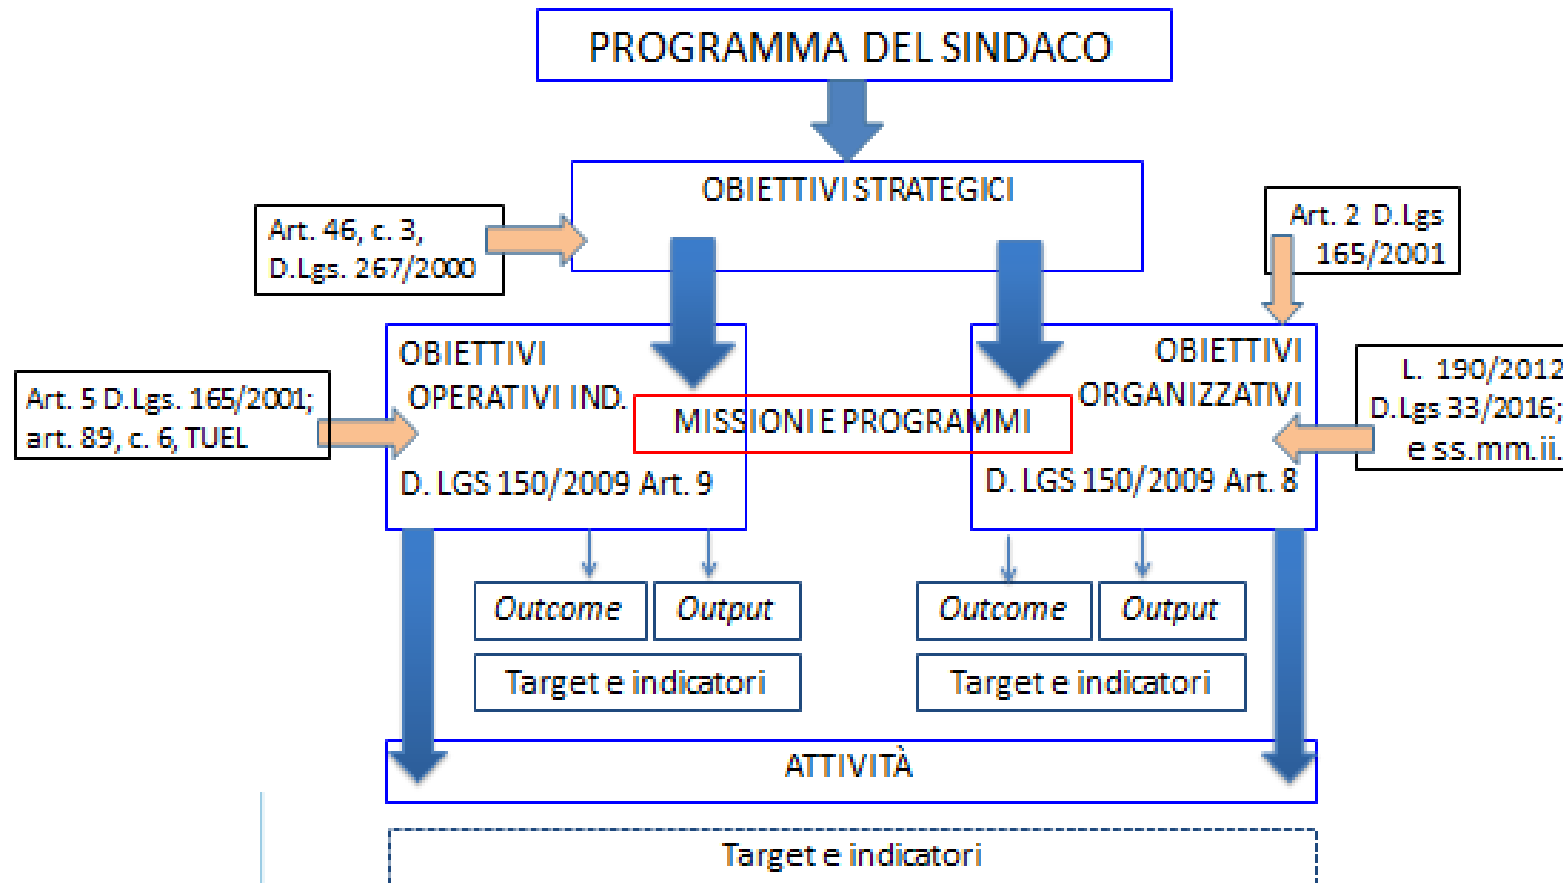 PROGRAMMA DEL SINDACO
OBIETTIVI STRATEGICI
Art. 46, c. 3,
D.Lgs. 267/2000
Art. 2 D.Lgs
165/2001
OBIETTIVI
OPERATIVI IND.
D. LGS 150/2009 Art. 9
MISSIONI E PROGRAMMI
OBIETTIVI
ORGANIZZATIVI
D. LGS 150/2009 Art. 8
Art. 5 D.Lgs. 165/2001;
art. 89, c. 6, TUEL
L. 190/2012
D.Lgs 33/2016;
e ss.mm.ii.
Outcome
Output
Outcome
Output
Target e indicatori
Target e indicatori
ATTIVITÀ
Target e indicatori